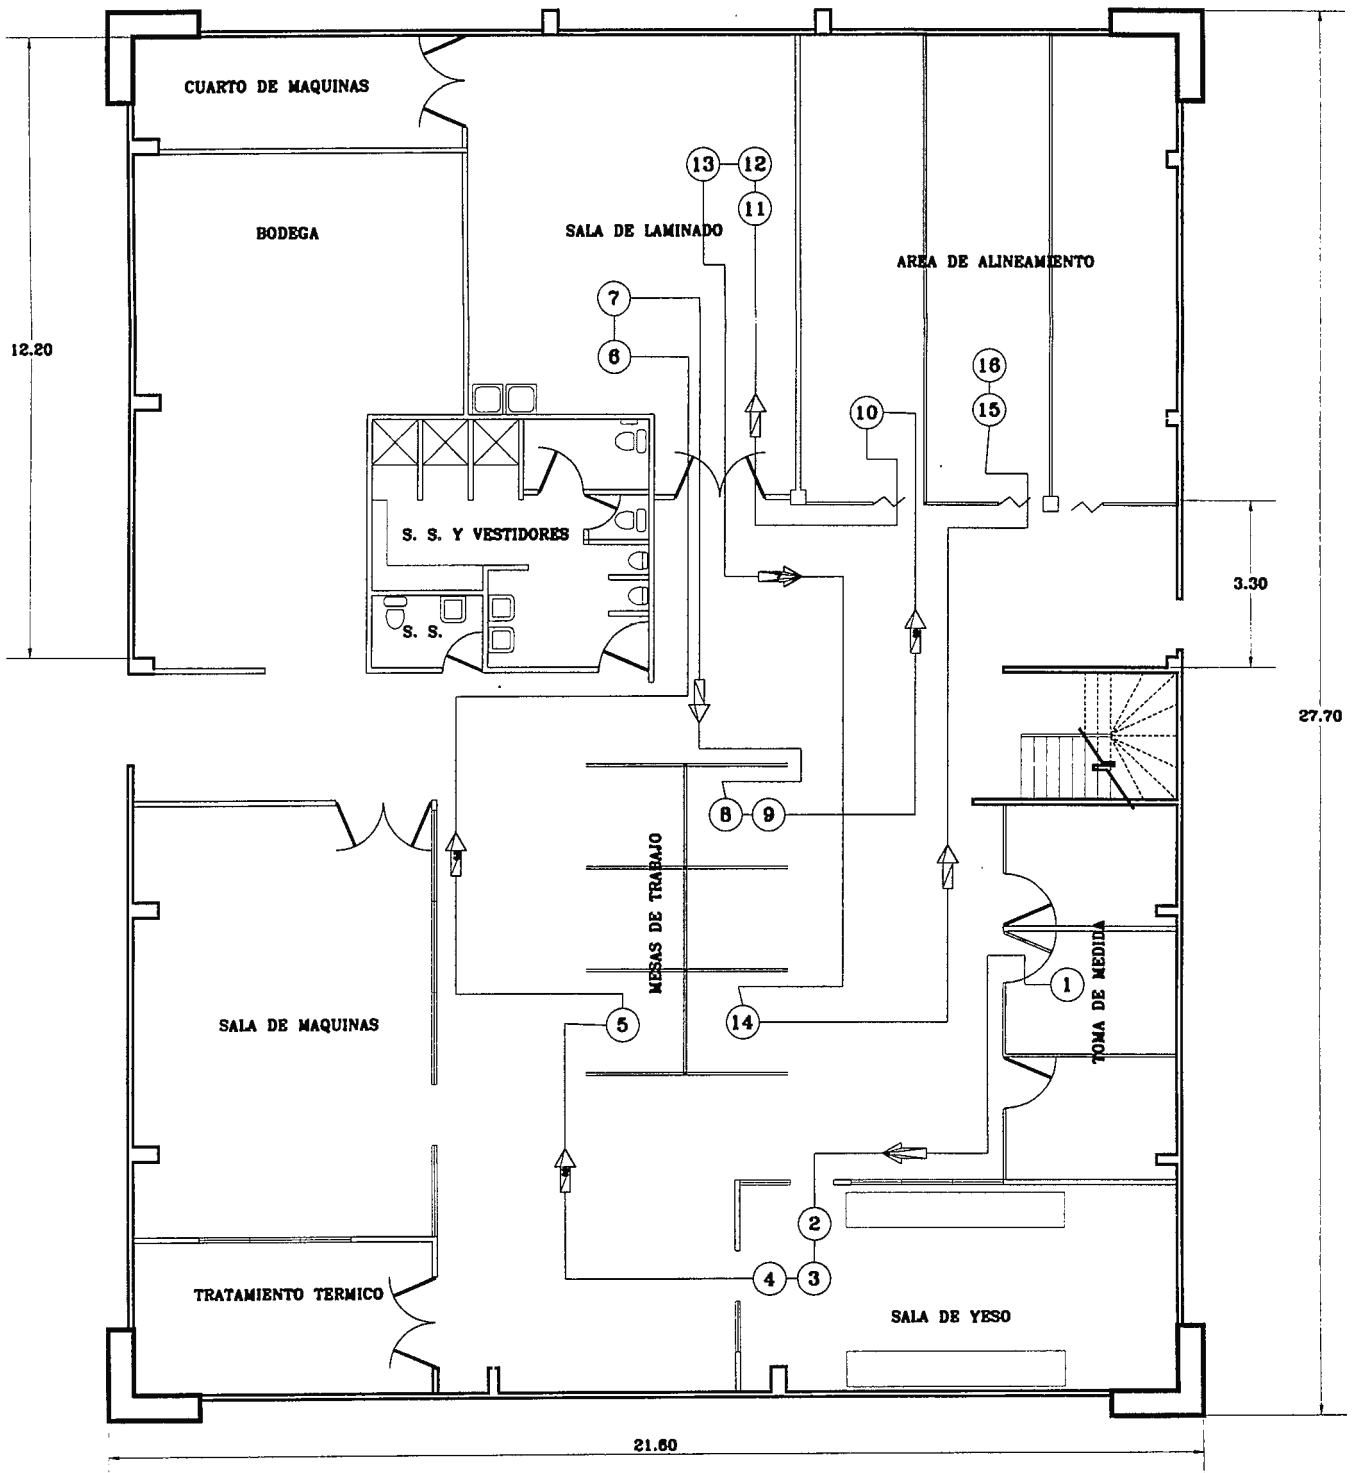 CUARTO DE MAQUINAS
13
12
11
BODEGA
SALA DE LAMINADO
AREA DE ALINEAMIENTO
7
6
12.20
16
15
10
S. S. Y VESTIDORES
3.30
S. S.
27.70
8
9
MESAS DE TRABAJO
TOMA DE MEDIDA
1
SALA DE MAQUINAS
5
14
2
4
3
TRATAMIENTO TERMICO
SALA DE YESO
21.60